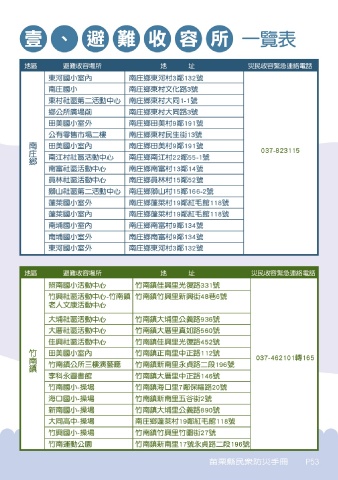 壹、避難收容所 一覽表
地區 避難收容場所 地 址 災民收容緊急連絡電話
南庄鄉 037-823115
東河國小室內 南庄鄉東河村3鄰132號
南庄國小 南庄鄉東村文化路3號
東村社區第二活動中心 南庄鄉東村大同1-1號
鄉公所廣場前 南庄鄉東村大同路3號
田美國小室外 南庄鄉田美村9鄰191號
公有零售市場二樓 南庄鄉東村民生街13號
田美國小室內 南庄鄉田美村9鄰191號
南江村社區活動中心 南庄鄉南江村22鄰55-1號
南富社區活動中心 南庄鄉南富村13鄰14號
員林社區活動中心 南庄鄉員林村15鄰52號
獅山社區第二活動中心 南庄鄉獅山村15鄰166-2號
蓬萊國小室外 南庄鄉蓬萊村19鄰紅毛館118號
蓬萊國小室內 南庄鄉蓬萊村19鄰紅毛館118號
南埔國小室內 南庄鄉南富村9鄰134號
南埔國小室外 南庄鄉南富村9鄰134號
東河國小室外 南庄鄉東河村3鄰132號
地區 避難收容場所 地 址 災民收容緊急連絡電話
竹南鎮 037-462101轉165
照南國小活動中心 竹南鎮佳興里光復路331號
竹興社區活動中心-竹南鎮老人文康活動中心 竹南鎮竹興里新興街48巷6號
大埔社區活動中心 竹南鎮大埔里公義路936號
大厝社區活動中心 竹南鎮大厝里真如路560號
佳興社區活動中心 竹南鎮佳興里光復路452號
田美國小室內 竹南鎮正南里中正路112號
竹南鎮公所三樓演藝廳 竹南鎮新南里永貞路二段196號
李科永圖書館 竹南鎮大厝里中正路146號
竹南國小-操場 竹南鎮海口里7鄰保福路20號
海口國小-操場 竹南鎮新南里五谷街2號
新南國小-操場 竹南鎮大埔里公義路890號
大同高中-操場 南庄鄉蓬萊村19鄰紅毛館118號
竹興國小-操場 竹南鎮竹興里竹圍街27號
竹南運動公園 竹南鎮新南里17號永貞路二段196號
苗栗縣民眾防災手冊 P53